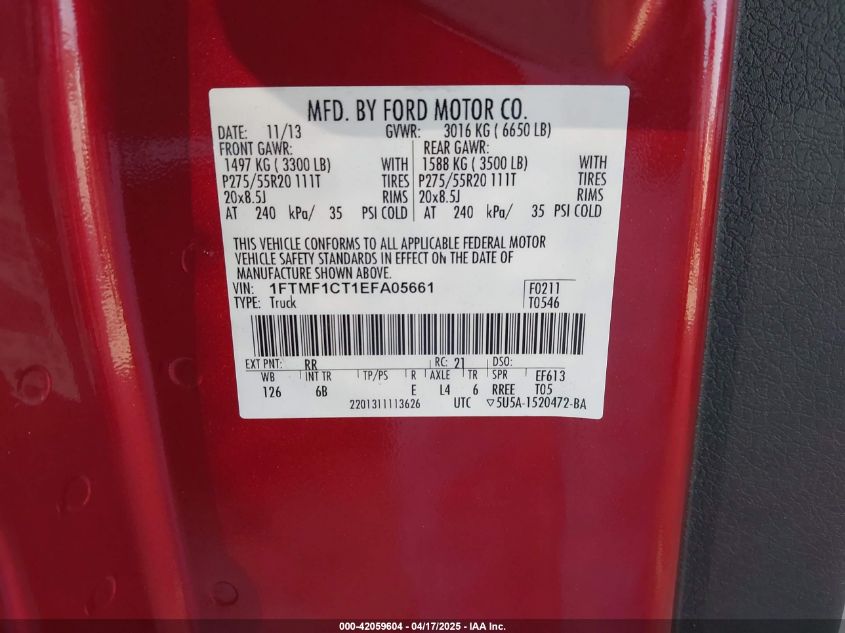 MFD. BY FORD MOTOR CO.
DATE: 11/13 GVWR: 3016 KG ( 6650 LB)
FRONT GAWR: REAR GAWR:
1497 KG ( 3300 LB) WITH 1588 KG ( 3500 LB) WITH
P275/55R20 111T TIRES P275/55R20 111T TIRES
20x8.5J RIMS 20x8.5J RIMS
AT 240 kPa/ 35 PSI COLD AT 240 kPa/ 35 PSI COLD
THIS VEHICLE CONFORMS TO ALL APPLICABLE FEDERAL MOTOR
VEHICLE SAFETY STANDARDS IN EFFECT ON THE DATE OF
MANUFACTURE SHOWN ABOVE.
VIN: 1FTMF1CT1EFA05661 F0211
TYPE: Truck T0546
EXT PNT: RR RC: 21 DSO:
WB INT TR TP/PS R AXLE TR SPR EF613
126 6B E L4 6 RREE T05
2201311113626 UTC ▽5U5A-1520472-BA
000-42059604 - 04/17/2025 - IAA Inc.